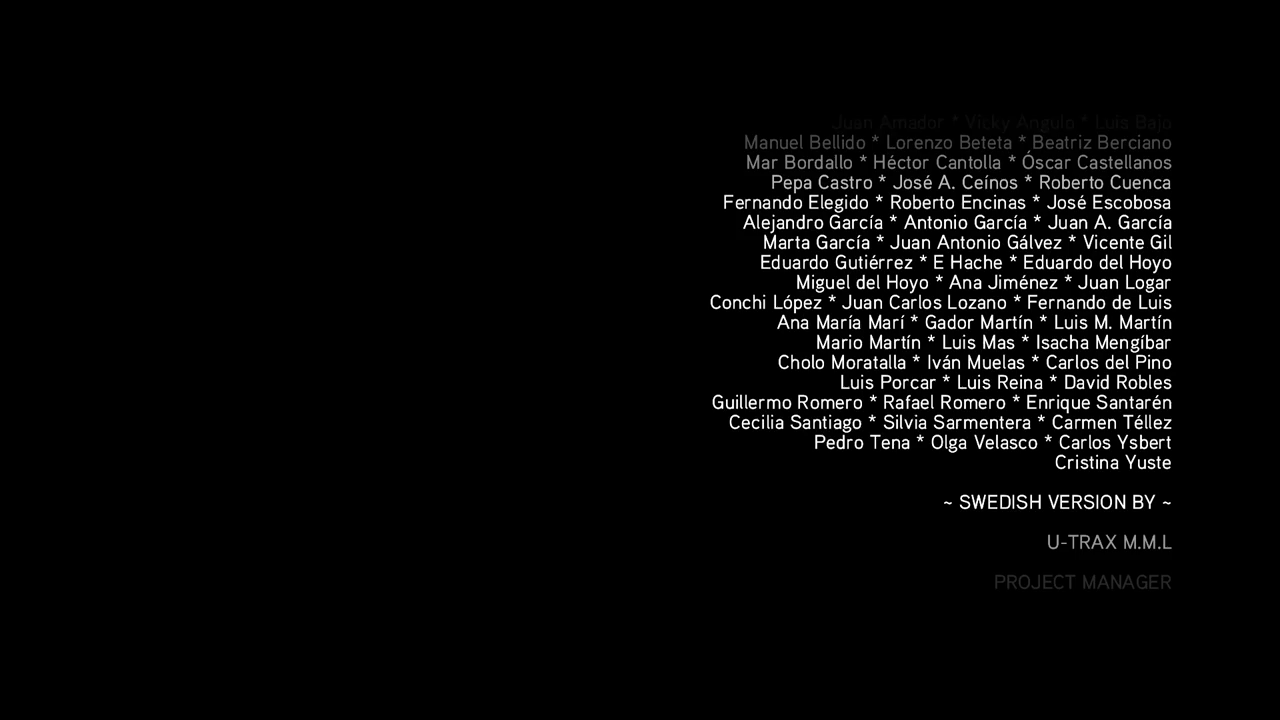 Juan Amador * Vicky Angulo * Luis Bajo
Manuel Bellido * Lorenzo Beteta * Beatriz Berciano
Mar Bordallo * Héctor Cantolla * Óscar Castellanos
Pepa Castro * José A. Ceínos * Roberto Cuenca
Fernando Elegido * Roberto Encinas * José Escobosa
Alejandro García * Antonio García * Juan A. García
Marta García * Juan Antonio Gálvez * Vicente Gil
Eduardo Gutiérrez * E Hache * Eduardo del Hoyo
Miguel del Hoyo * Ana Jiménez * Juan Logar
Conchi López * Juan Carlos Lozano * Fernando de Luis
Ana María Marí * Gador Martín * Luis M. Martín
Mario Martín * Luis Mas * Isacha Mengíbar
Cholo Moratalla * Iván Muelas * Carlos del Pino
Luis Porcar * Luis Reina * David Robles
Guillermo Romero * Rafael Romero * Enrique Santarén
Cecilia Santiago * Silvia Sarmentera * Carmen Téllez
Pedro Tena * Olga Velasco * Carlos Ysbert
Cristina Yuste
~ SWEDISH VERSION BY ~
U-TRAX M.M.L
PROJECT MANAGER